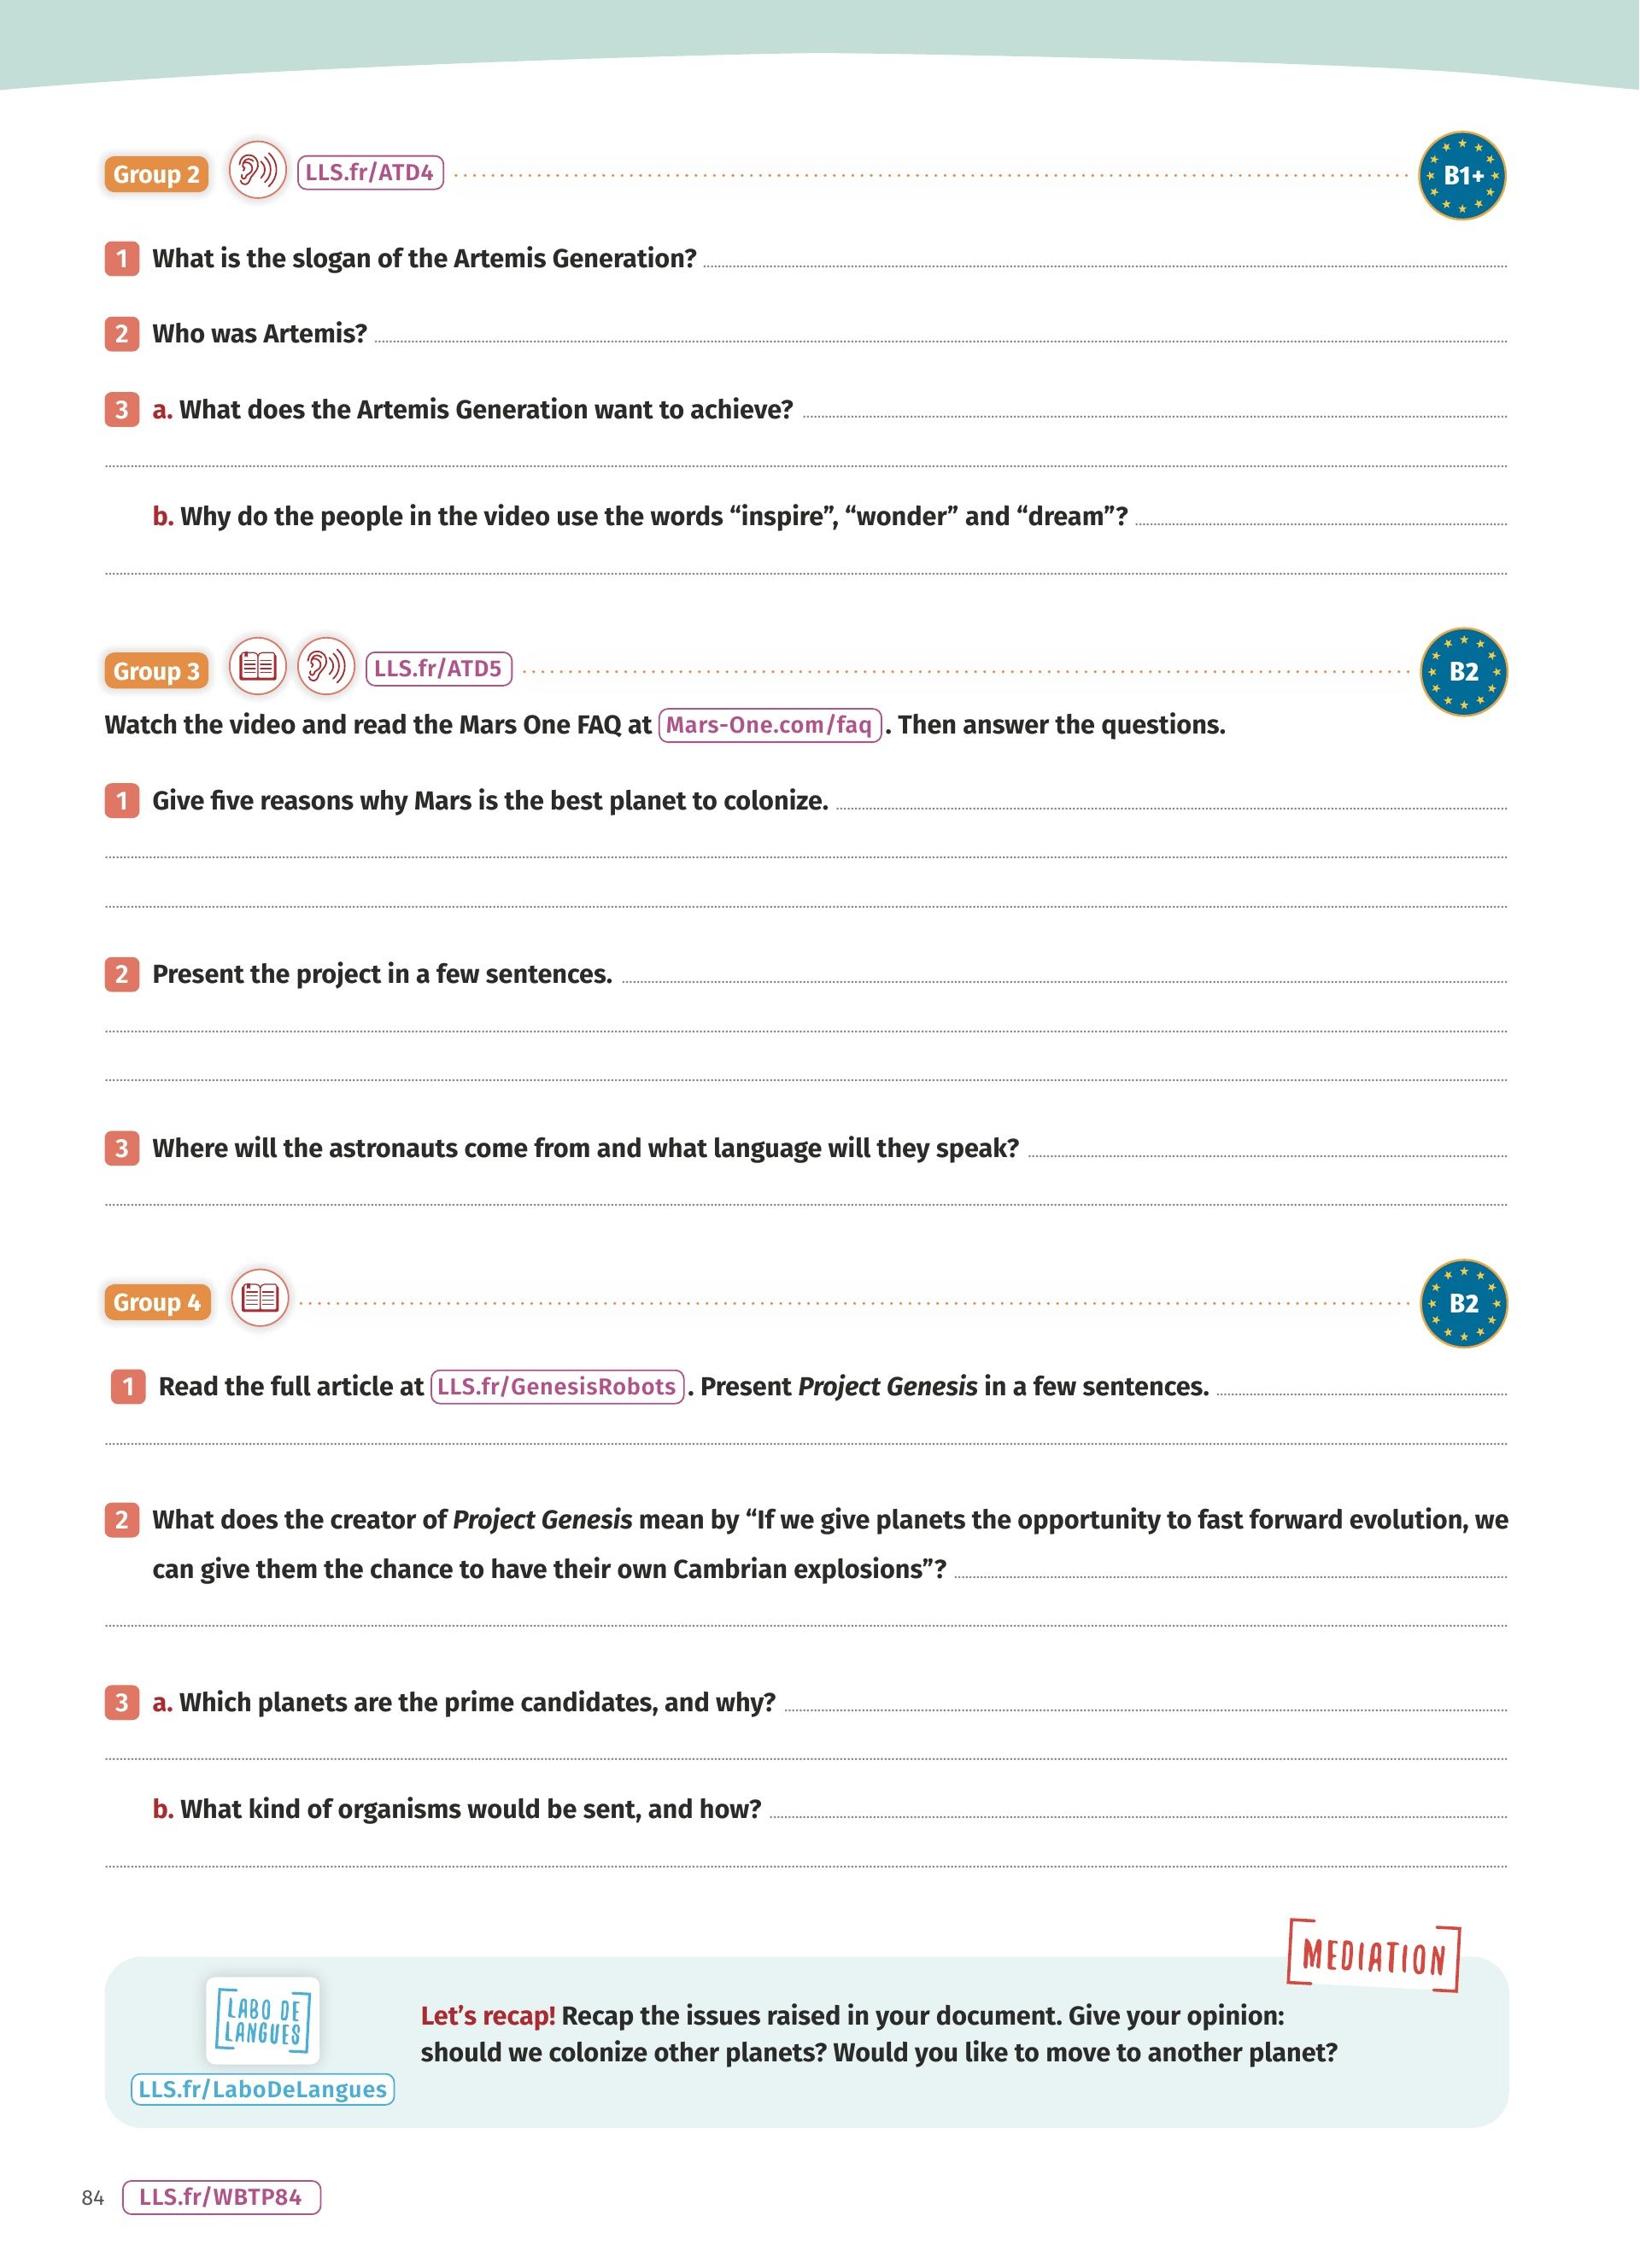 Group 2 LLS.fr/ATD4 B1+
1 What is the slogan of the Artemis Generation?
2 Who was Artemis?
3 a. What does the Artemis Generation want to achieve?
b. Why do the people in the video use the words “inspire”, “wonder” and “dream”?
Group 3 LLS.fr/ATD5 B2
Watch the video and read the Mars One FAQ at Mars-One.com/faq. Then answer the questions.
1 Give five reasons why Mars is the best planet to colonize.
2 Present the project in a few sentences.
3 Where will the astronauts come from and what language will they speak?
Group 4 B2
1 Read the full article at LLS.fr/GenesisRobots. Present Project Genesis in a few sentences.
2 What does the creator of Project Genesis mean by “If we give planets the opportunity to fast forward evolution, we
can give them the chance to have their own Cambrian explosions”?
3 a. Which planets are the prime candidates, and why?
b. What kind of organisms would be sent, and how?
MEDIATION
LABO DE
LANGUES
LLS.fr/LaboDeLangues
Let’s recap! Recap the issues raised in your document. Give your opinion:
should we colonize other planets? Would you like to move to another planet?
84 LLS.fr/WBTP84